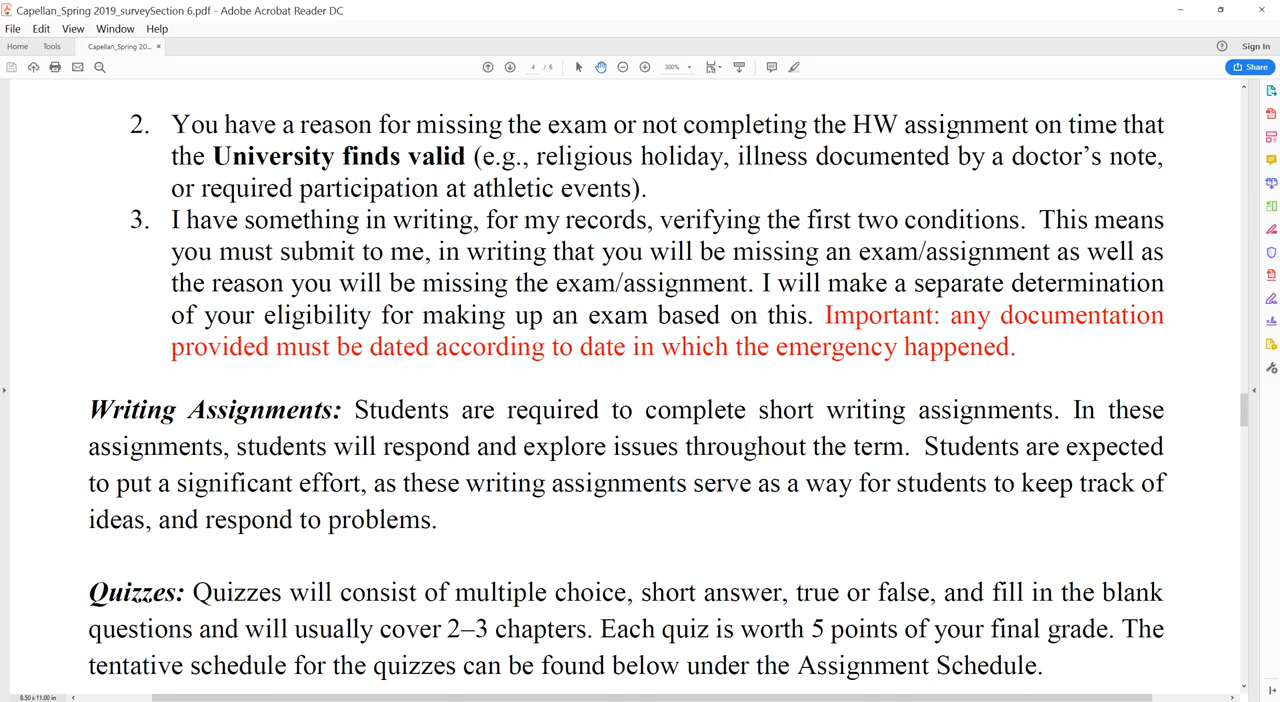 Capellan_Spring 2019_surveySection 6.pdf - Adobe Acrobat Reader DC
File Edit View Window Help
Home Tools Capellan_Spring 20... × Sign In
4 / 6 300% Share
2. You have a reason for missing the exam or not completing the HW assignment on time that
the University finds valid (e.g., religious holiday, illness documented by a doctor's note,
or required participation at athletic events).
3. I have something in writing, for my records, verifying the first two conditions. This means
you must submit to me, in writing that you will be missing an exam/assignment as well as
the reason you will be missing the exam/assignment. I will make a separate determination
of your eligibility for making up an exam based on this. Important: any documentation
provided must be dated according to date in which the emergency happened.
Writing Assignments: Students are required to complete short writing assignments. In these
assignments, students will respond and explore issues throughout the term. Students are expected
to put a significant effort, as these writing assignments serve as a way for students to keep track of
ideas, and respond to problems.
Quizzes: Quizzes will consist of multiple choice, short answer, true or false, and fill in the blank
questions and will usually cover 2–3 chapters. Each quiz is worth 5 points of your final grade. The
tentative schedule for the quizzes can be found below under the Assignment Schedule.
8.50 x 11.00 in